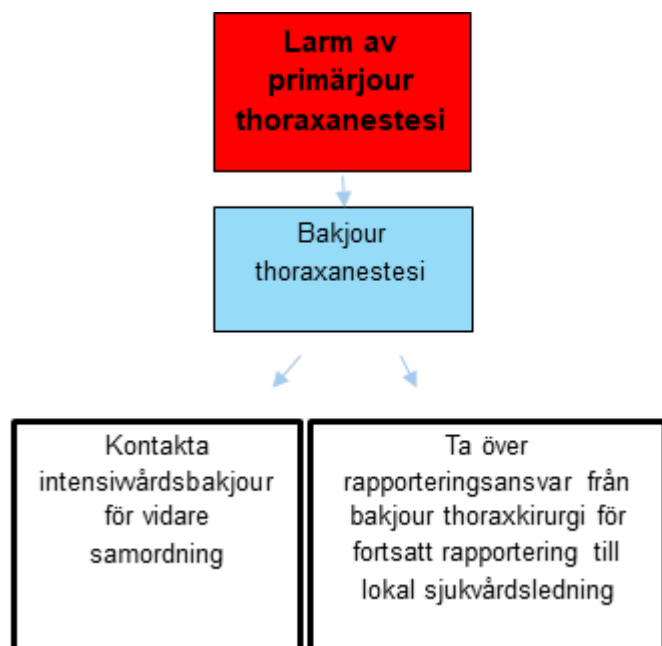 Larm av
primärjour
thoraxanestesi
Bakjour
thoraxanestesi
Kontakta
intensivvårdsbakjour
för vidare
samordning
Ta över
rapporteringsansvar från
bakjour thoraxkirurgi för
fortsatt rapportering till
lokal sjukvårdsledning